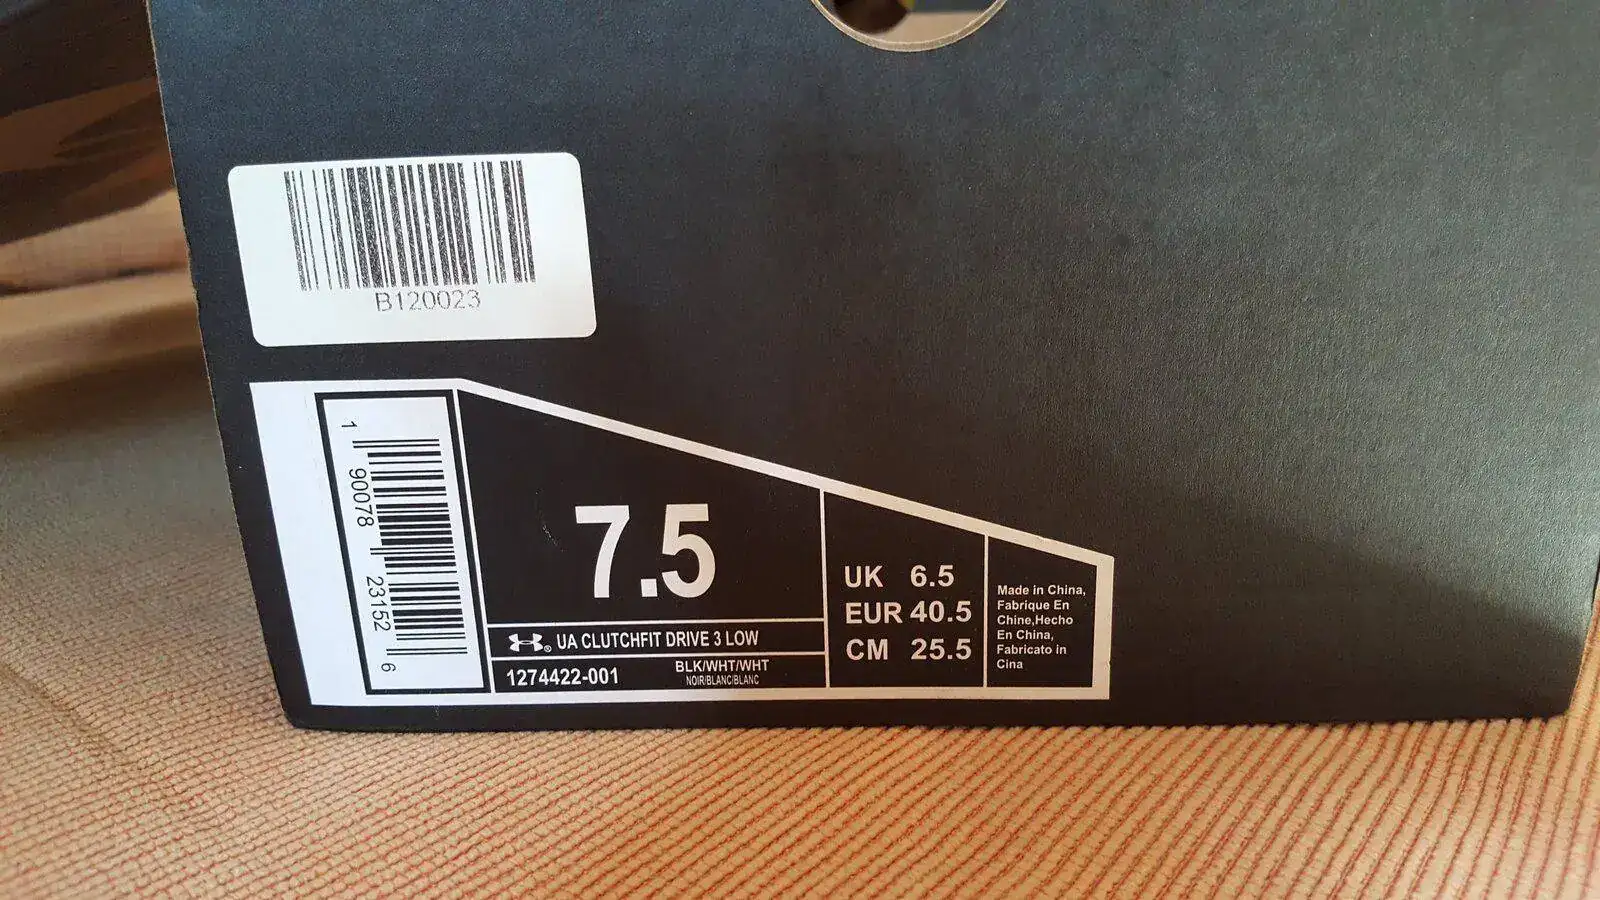 B120023
1 90078 23152 6
7.5
UA CLUTCHFIT DRIVE 3 LOW
1274422-001
BLK/WHT/WHT
NOIR/BLANC/BLANC
UK 6.5
EUR 40.5
CM 25.5
Made in China,
Fabrique En
Chine,Hecho
En China,
Fabricato in
Cina